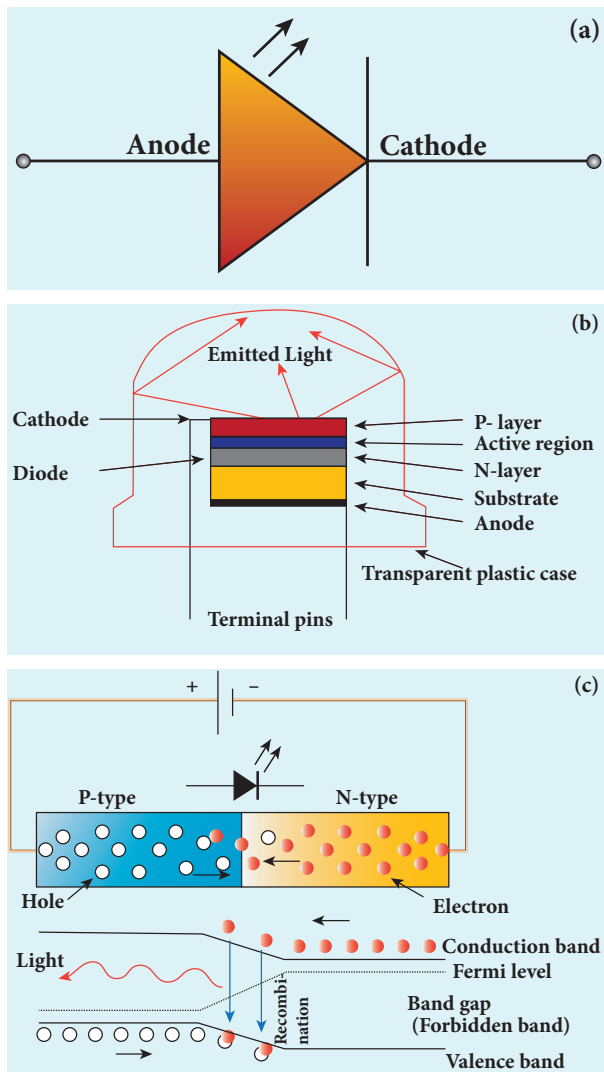 (a)
Anode
Cathode
(b)
Emitted Light
Cathode
Diode
P- layer
Active region
N-layer
Substrate
Anode
Transparent plastic case
Terminal pins
(c)
+ −
P-type
N-type
Hole
Electron
Conduction band
Light
Fermi level
Recombi-
nation
Band gap
(Forbidden band)
Valence band